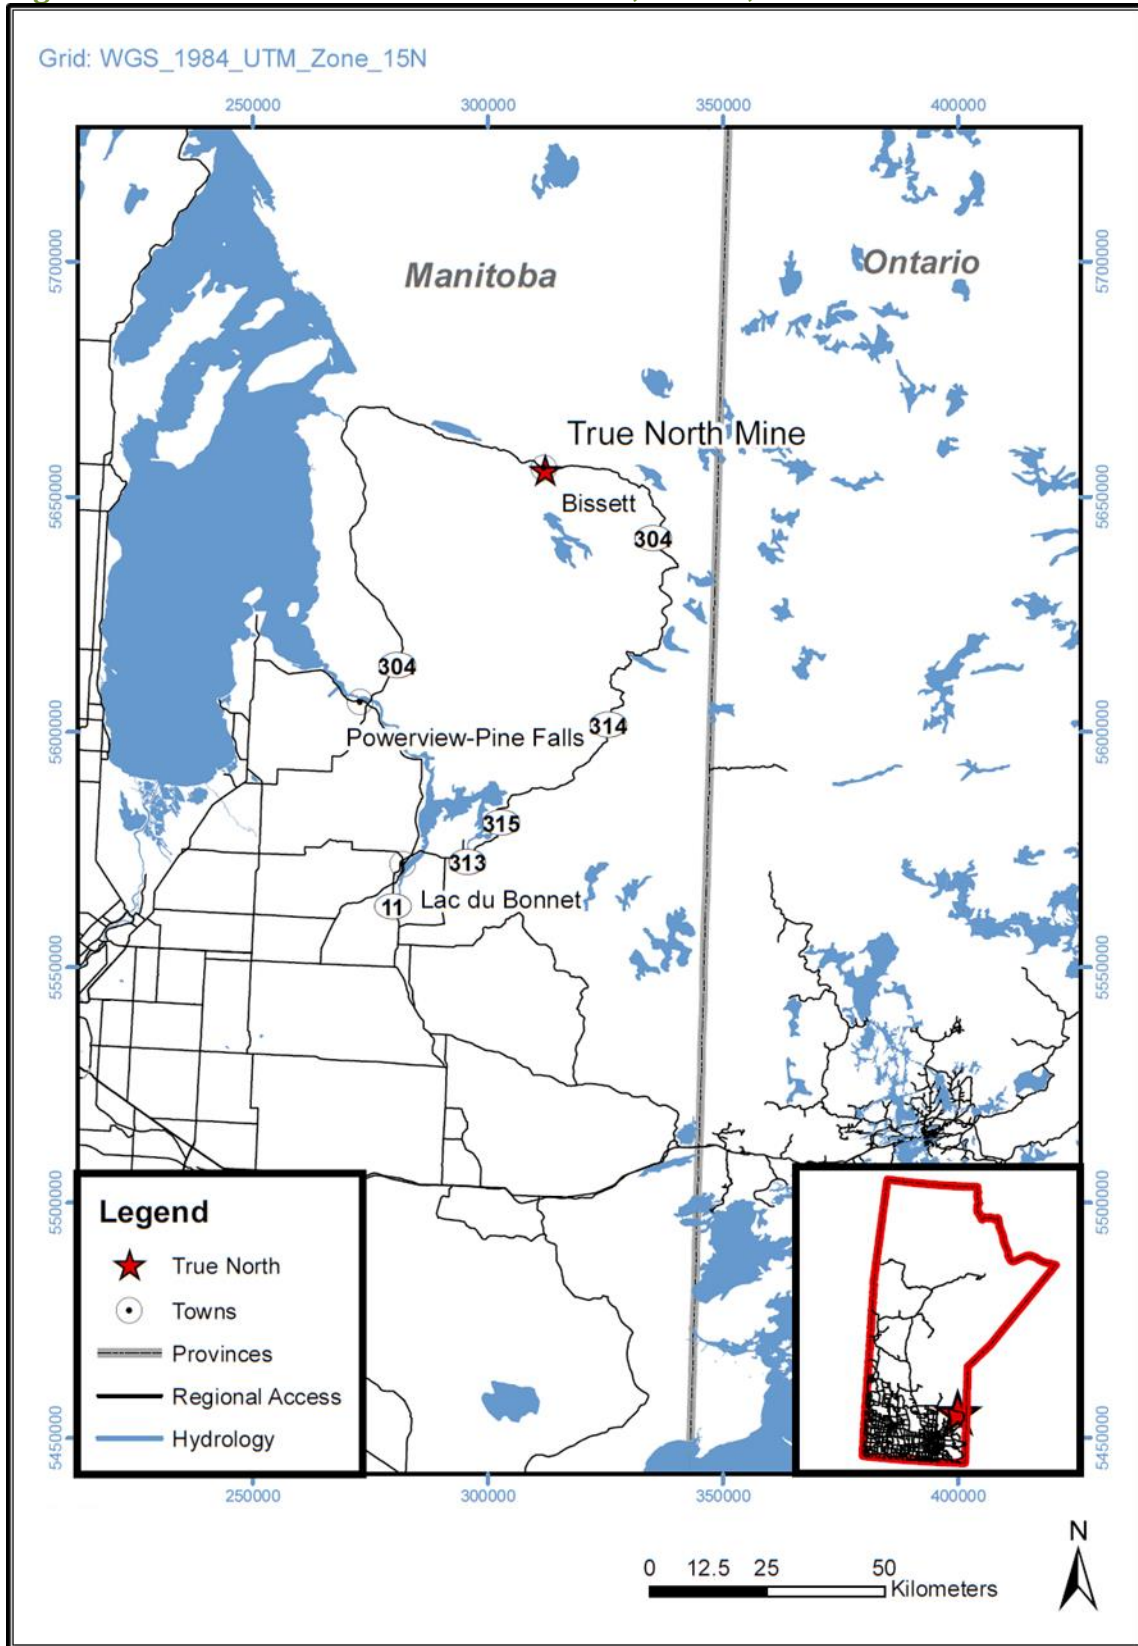 Grid: WGS_1984_UTM_Zone_15N
250000 300000 350000 400000
5700000 5700000
Manitoba
Ontario
True North Mine
5650000 5650000
Bissett
304
304
314
5600000 5600000
Powerview-Pine Falls
315
313
Lac du Bonnet
11
5550000 5550000
5500000 5500000
Legend
True North
Towns
Provinces
Regional Access
Hydrology
5450000 5450000
250000 300000 350000 400000
N
0 12.5 25 50
Kilometers